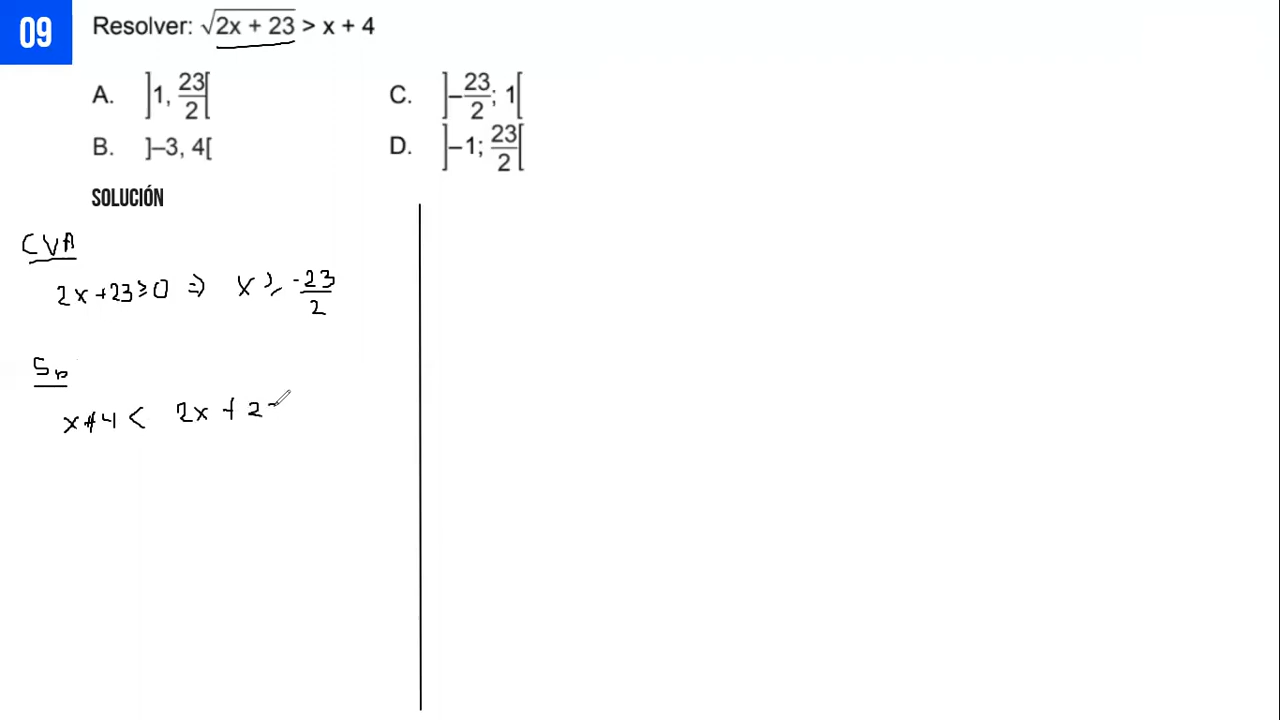 09
Resolver: √2x + 23 > x + 4
A. ]1, 23/2[
C. ]–23/2; 1[
B. ]–3, 4[
D. ]–1; 23/2[
SOLUCIÓN
CVA
2x+23≥0 ⇒ x ≥ -23/2
x+4 < 2x + 2